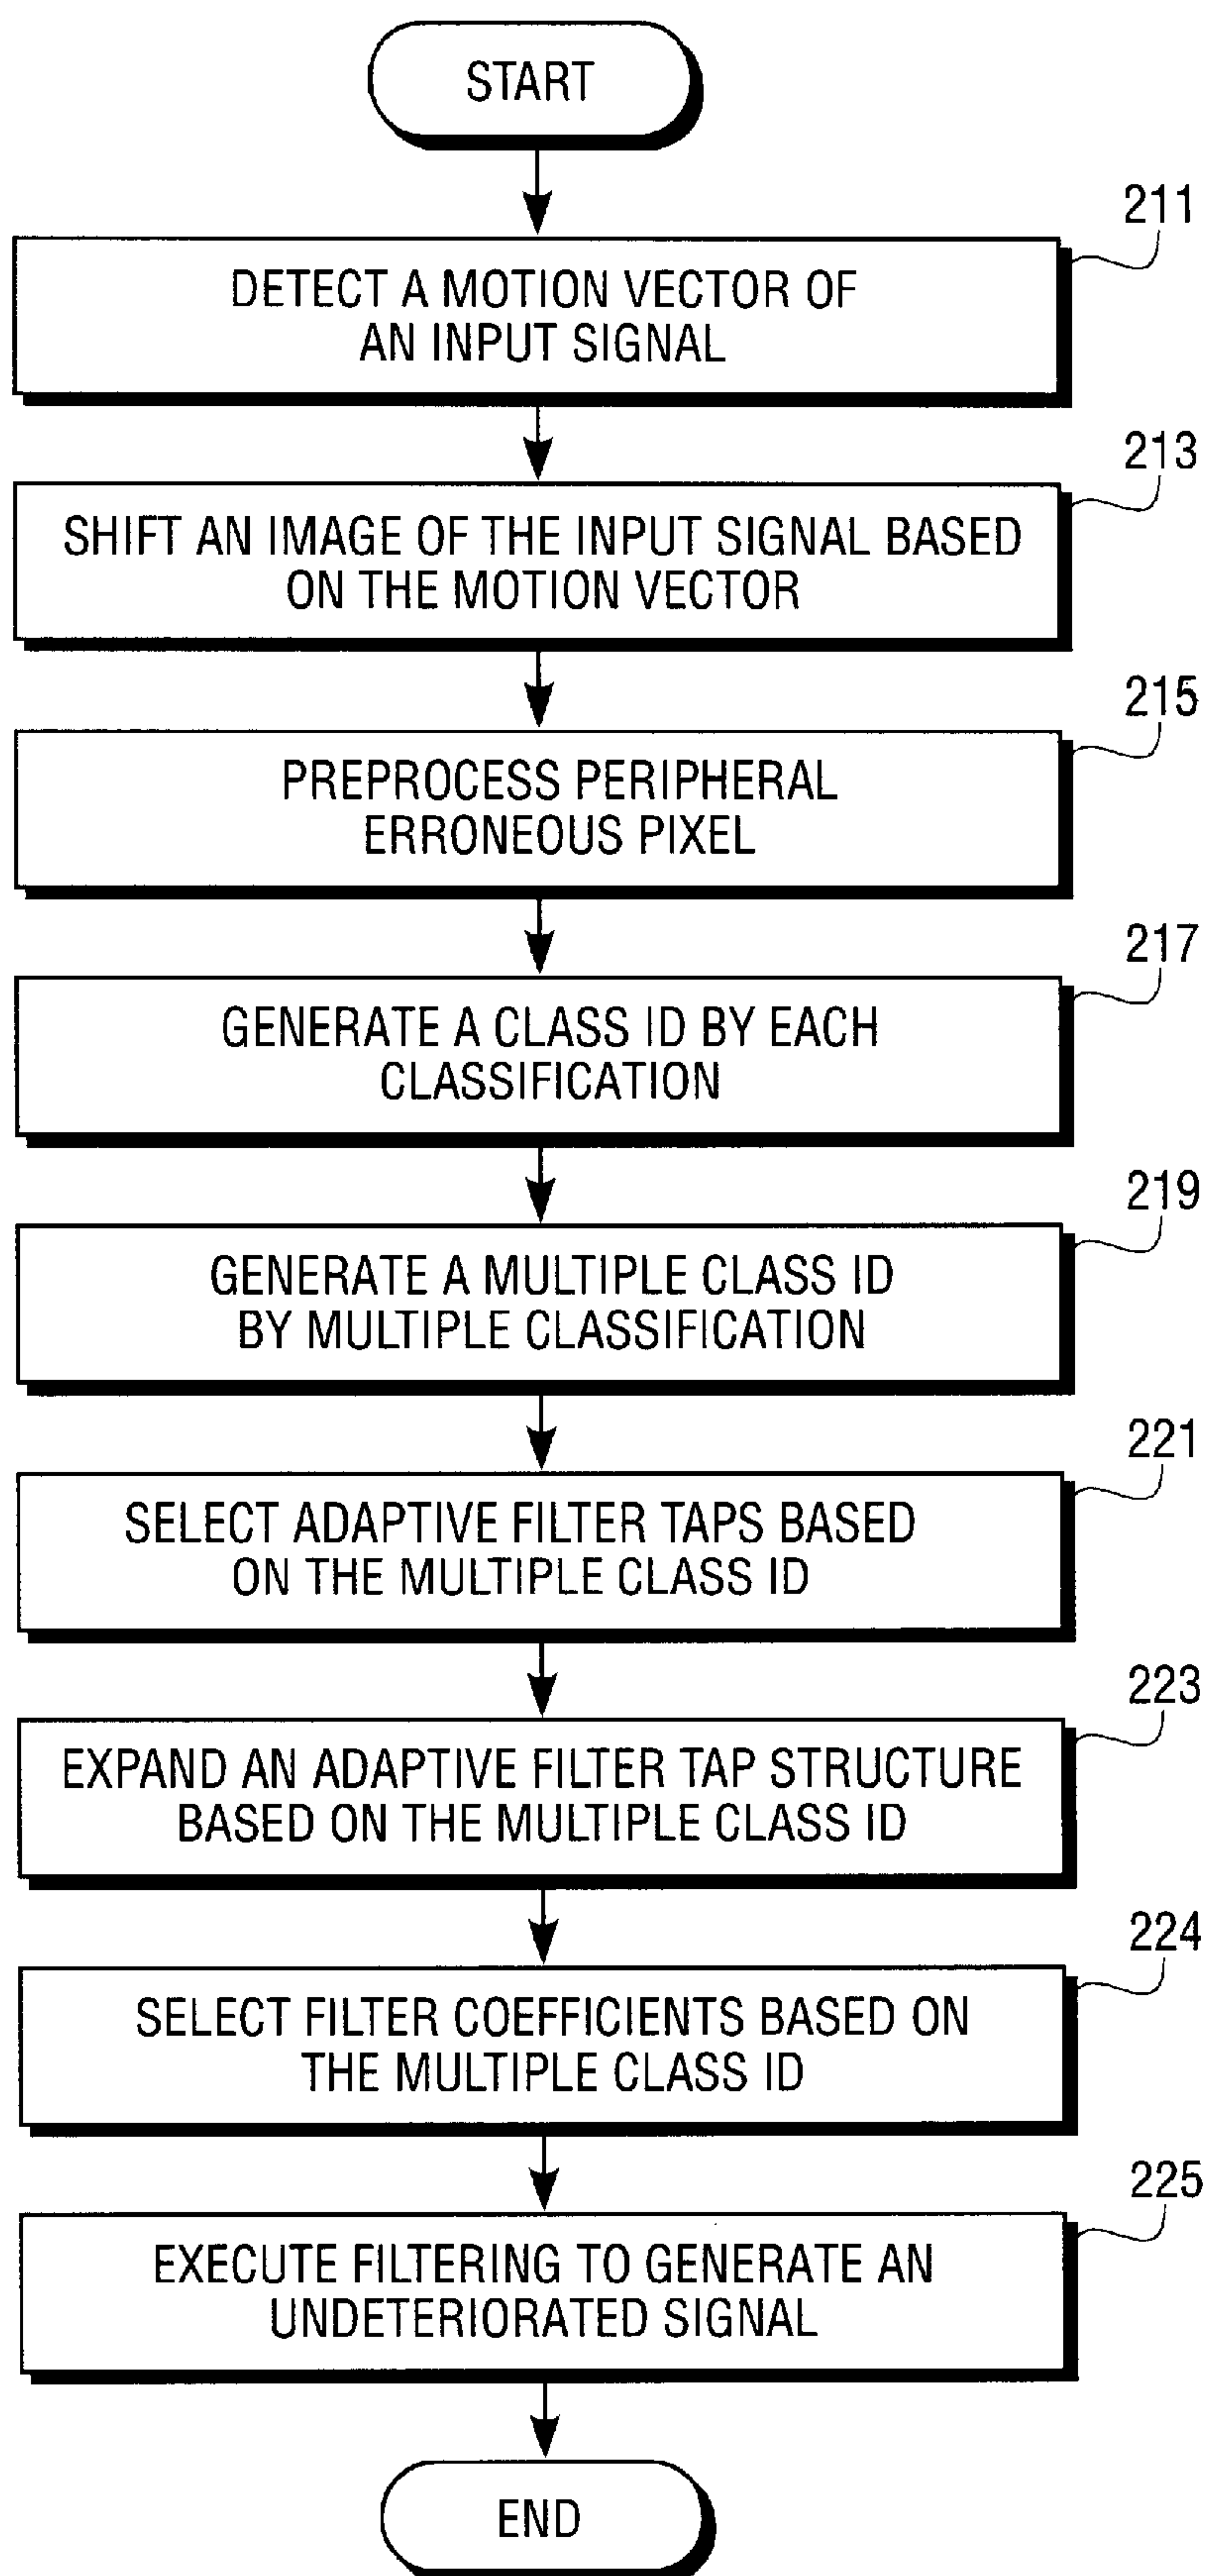 START
211
DETECT A MOTION VECTOR OF
AN INPUT SIGNAL
213
SHIFT AN IMAGE OF THE INPUT SIGNAL BASED
ON THE MOTION VECTOR
215
PREPROCESS PERIPHERAL
ERRONEOUS PIXEL
217
GENERATE A CLASS ID BY EACH
CLASSIFICATION
219
GENERATE A MULTIPLE CLASS ID
BY MULTIPLE CLASSIFICATION
221
SELECT ADAPTIVE FILTER TAPS BASED
ON THE MULTIPLE CLASS ID
223
EXPAND AN ADAPTIVE FILTER TAP STRUCTURE
BASED ON THE MULTIPLE CLASS ID
224
SELECT FILTER COEFFICIENTS BASED ON
THE MULTIPLE CLASS ID
225
EXECUTE FILTERING TO GENERATE AN
UNDETERIORATED SIGNAL
END